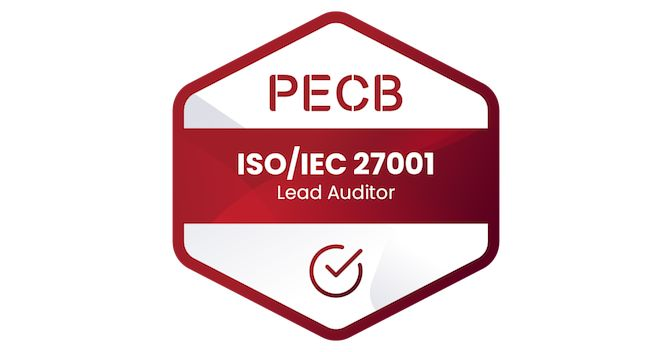 PECB
ISO/IEC 27001
Lead Auditor